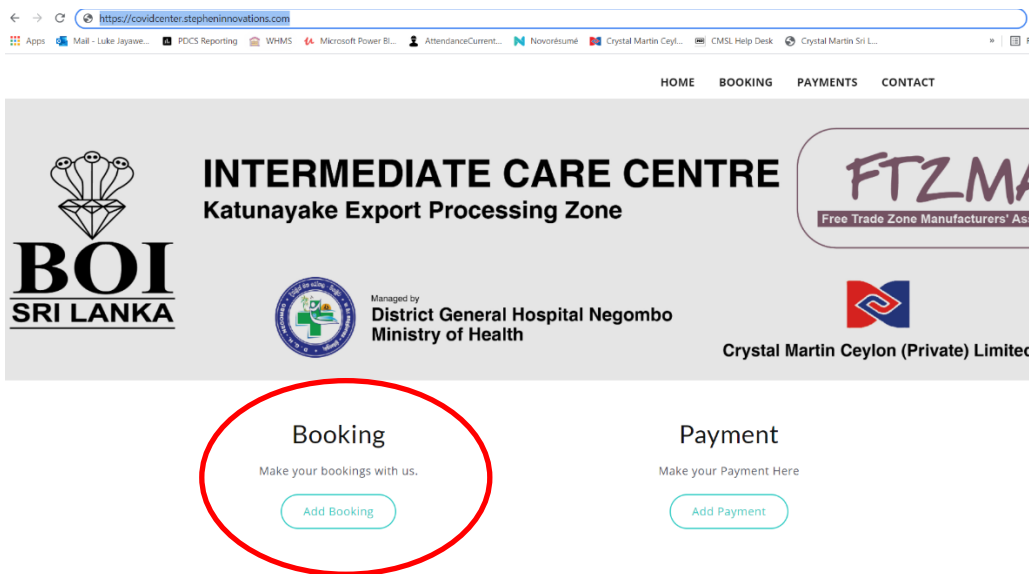 https://covidcenter.stepheninnovations.com
Apps Mail - Luke Jayawe... PDCS Reporting WHMS Microsoft Power BI... AttendanceCurrent... Novorésumé Crystal Martin Ceyl... CMSL Help Desk Crystal Martin Sri L... »
HOME BOOKING PAYMENTS CONTACT
INTERMEDIATE CARE CENTRE
Katunayake Export Processing Zone
FTZMA
Free Trade Zone Manufacturers' Ass
BOI
SRI LANKA
Managed by
District General Hospital Negombo
Ministry of Health
Crystal Martin Ceylon (Private) Limited
Booking
Make your bookings with us.
Add Booking
Payment
Make your Payment Here
Add Payment